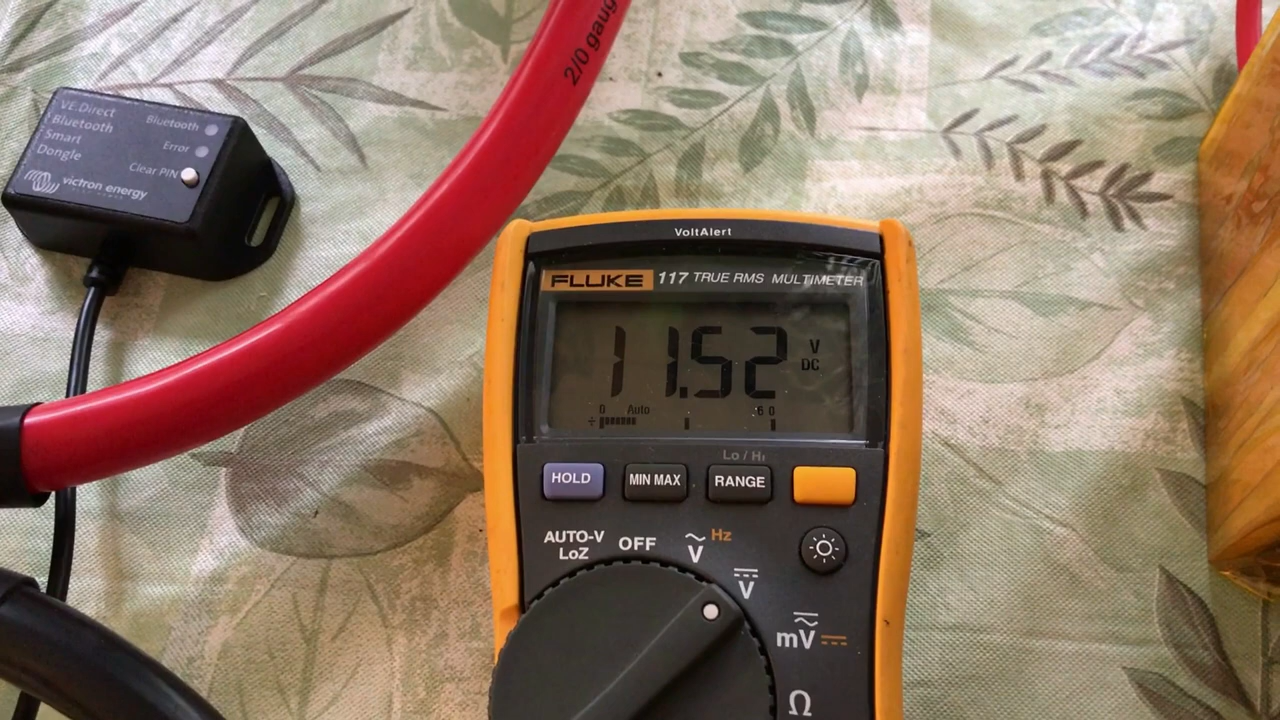 2/0 gaug
VE.Direct
Bluetooth
Smart
Dongle
Bluetooth
Error
Clear PIN
victron energy
VoltAlert
FLUKE 117 TRUE RMS MULTIMETER
11.52 V
DC
0 Auto 60
Lo / Hi
HOLD MIN MAX RANGE
AUTO-V
LoZ
OFF
V Hz
V
mV
Ω